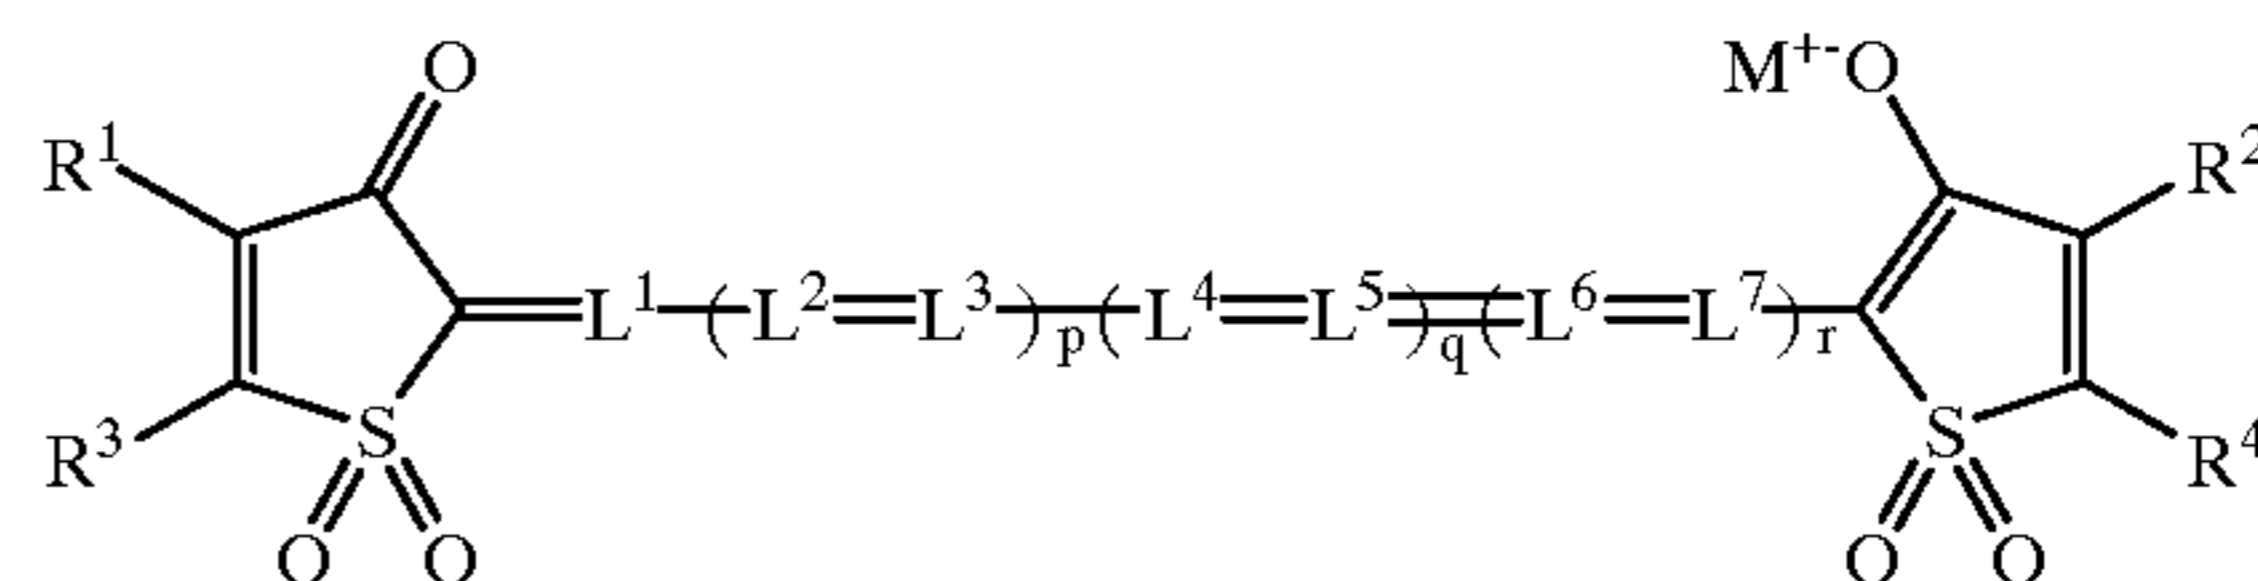 O M⁺⁻O
R¹ R²
L¹ (L²=L³)p (L⁴=L⁵)q (L⁶=L⁷)r
R³ S S R⁴
O O O O